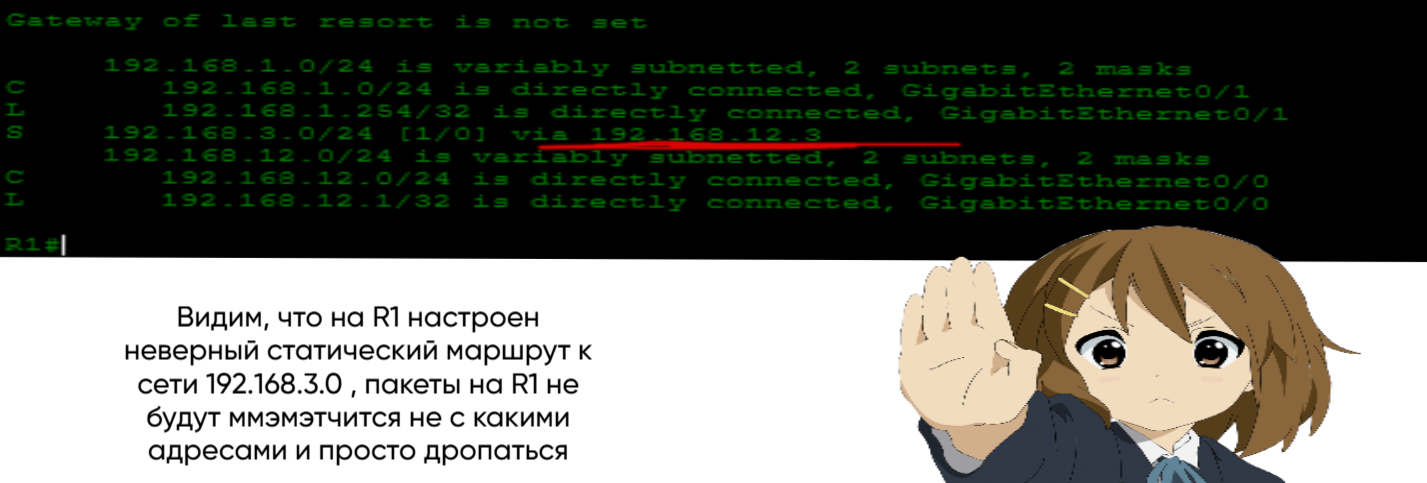 Gateway of last resort is not set
192.168.1.0/24 is variably subnetted, 2 subnets, 2 masks
C 192.168.1.0/24 is directly connected, GigabitEthernet0/1
L 192.168.1.254/32 is directly connected, GigabitEthernet0/1
S 192.168.3.0/24 [1/0] via 192.168.12.3
192.168.12.0/24 is variably subnetted, 2 subnets, 2 masks
C 192.168.12.0/24 is directly connected, GigabitEthernet0/0
L 192.168.12.1/32 is directly connected, GigabitEthernet0/0
R1#
Видим, что на R1 настроен
неверный статический маршрут к
сети 192.168.3.0 , пакеты на R1 не
будут ммэмэтчится не с какими
адресами и просто дропаться